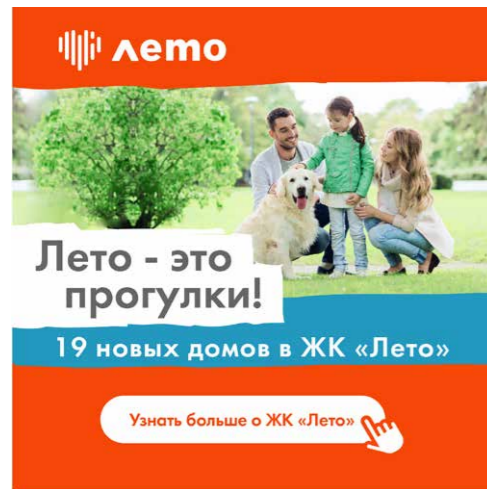 лето
Лето - это
прогулки!
19 новых домов в ЖК «Лето»
Узнать больше о ЖК «Лето»